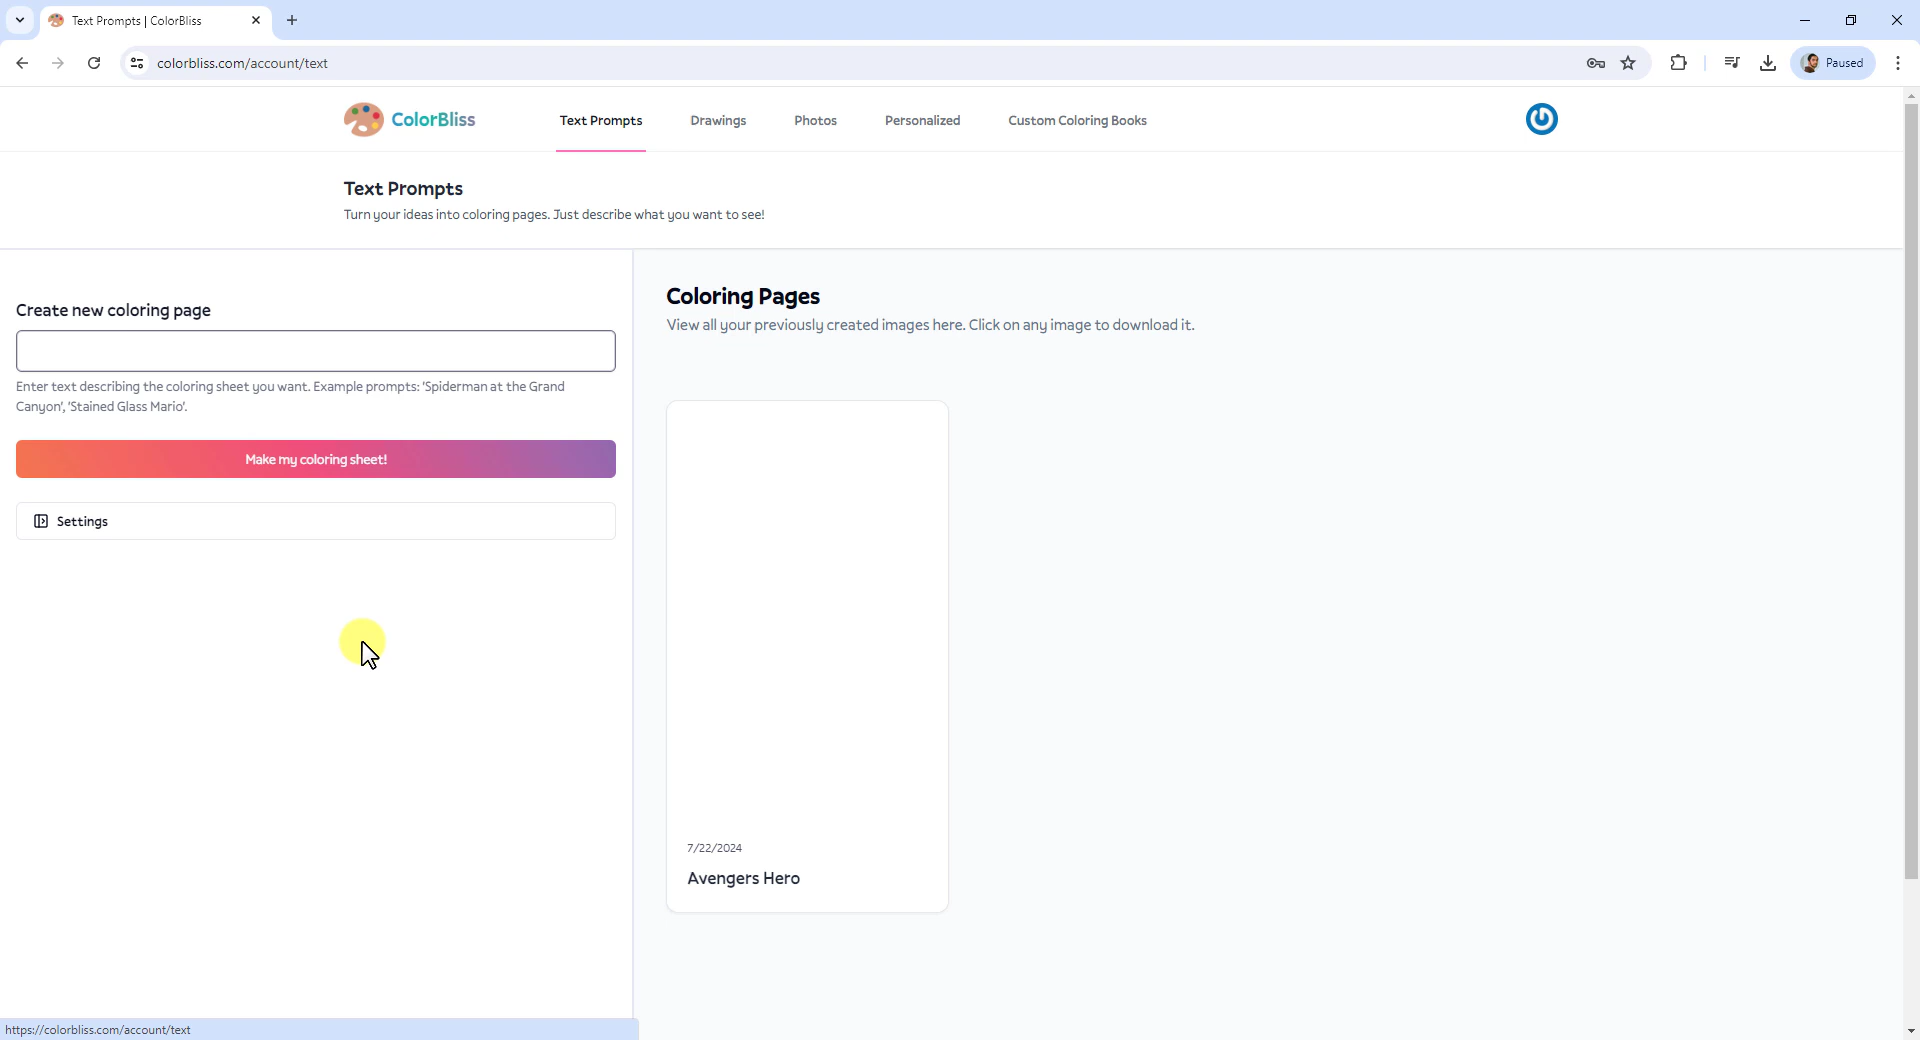 Text Prompts | ColorBliss
colorbliss.com/account/text
Paused
ColorBliss
Text Prompts
Drawings
Photos
Personalized
Custom Coloring Books
Text Prompts
Turn your ideas into coloring pages. Just describe what you want to see!
Create new coloring page
Enter text describing the coloring sheet you want. Example prompts: 'Spiderman at the Grand
Canyon', 'Stained Glass Mario'.
Make my coloring sheet!
Settings
Coloring Pages
View all your previously created images here. Click on any image to download it.
7/22/2024
Avengers Hero
https://colorbliss.com/account/text